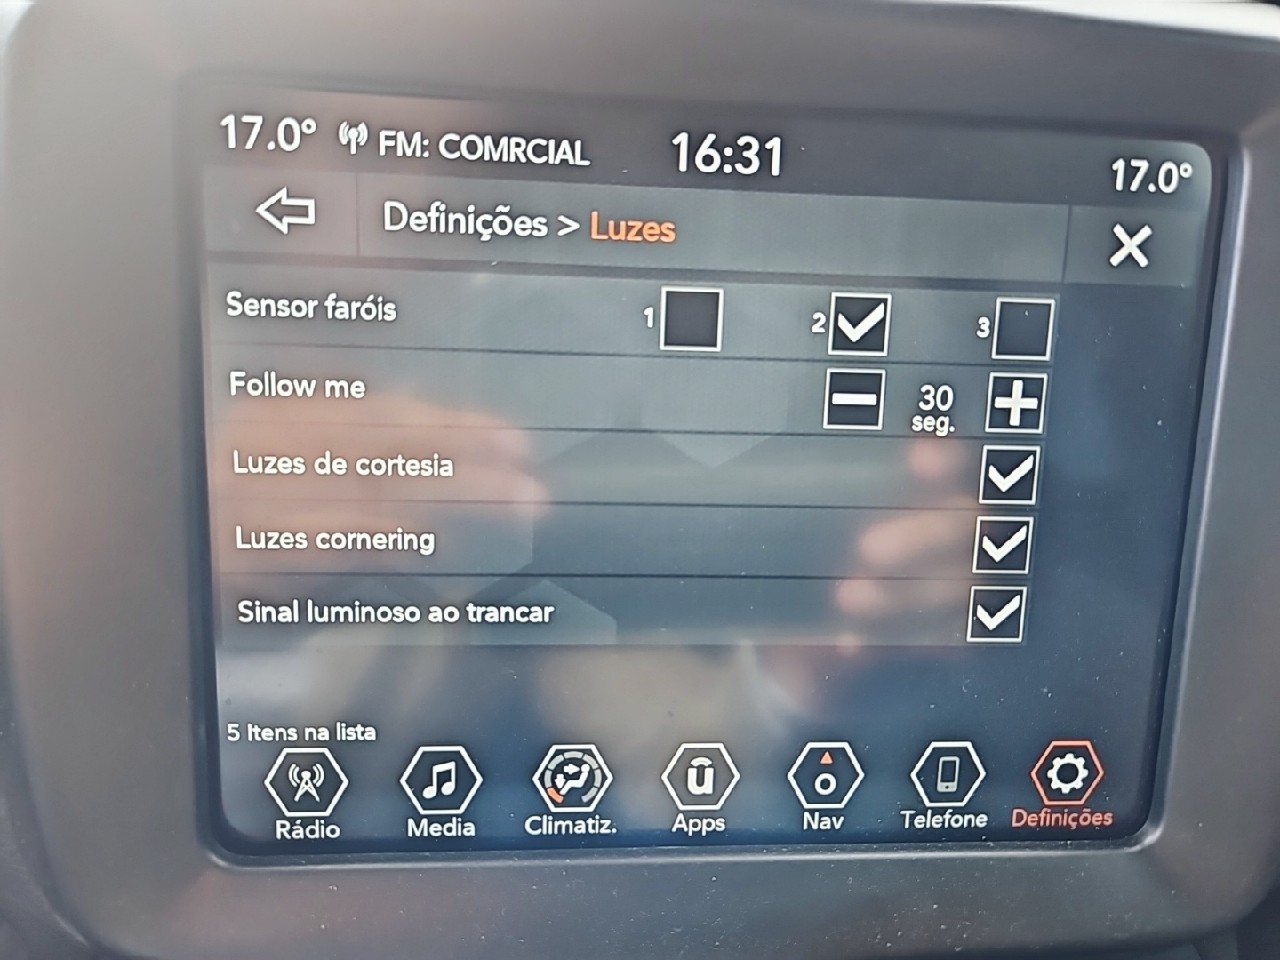 17.0° FM: COMRCIAL 16:31 17.0°
Definições > Luzes
Sensor faróis 1 2 3
Follow me 30 seg.
Luzes de cortesia
Luzes cornering
Sinal luminoso ao trancar
5 Itens na lista
Rádio Media Climatiz. Apps Nav Telefone Definições